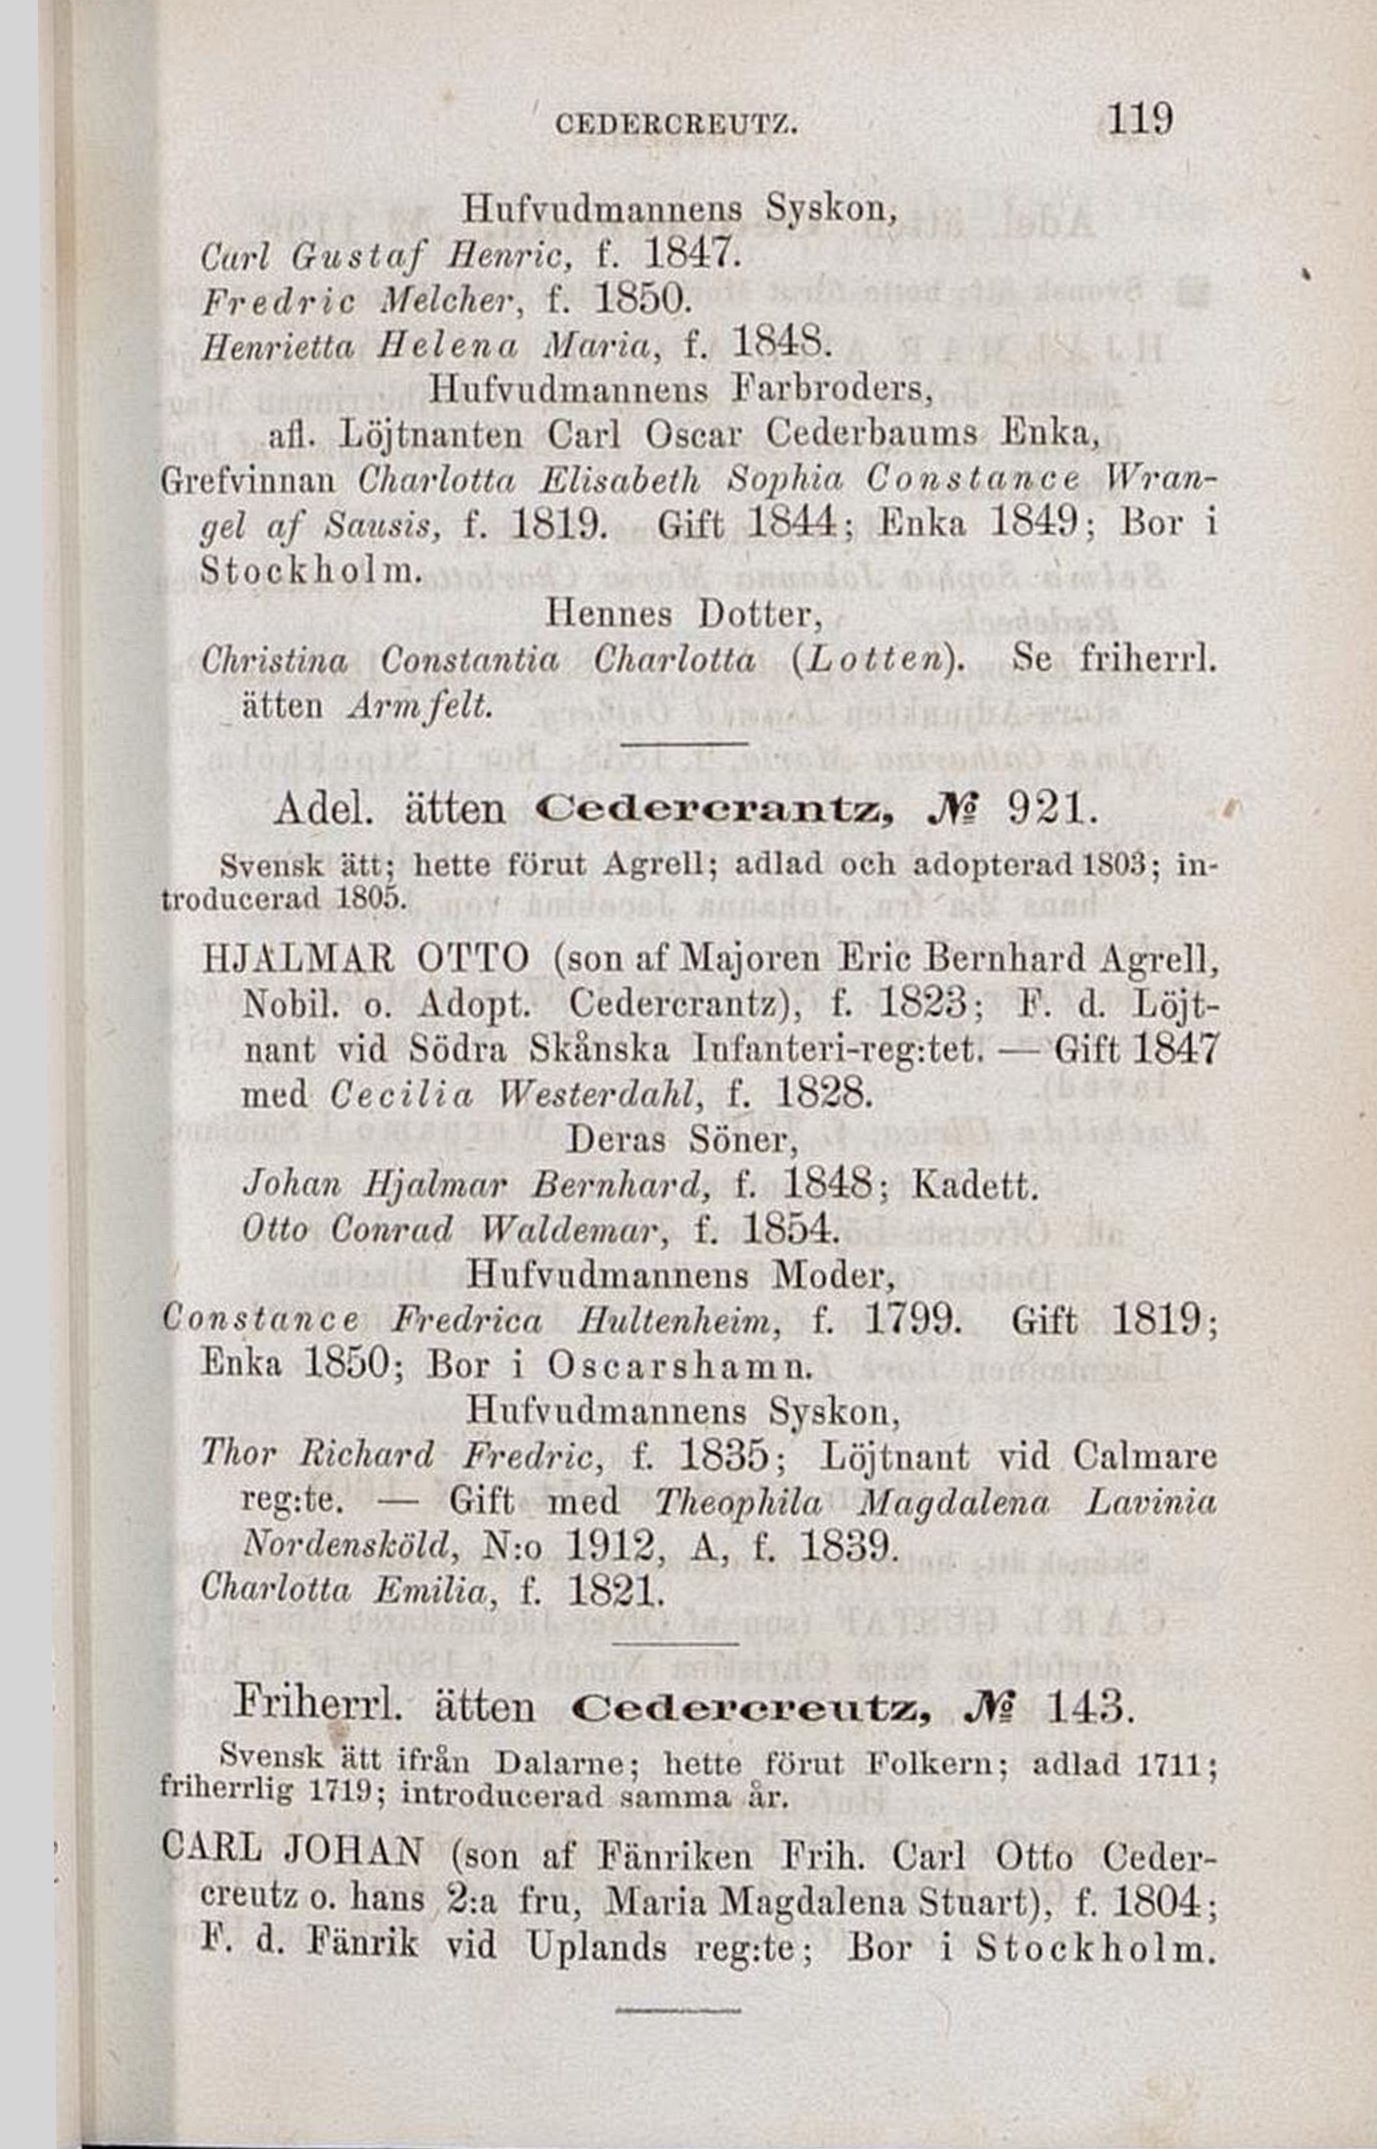 CEDERCREUTZ. 119
Hufvudmannens Syskon,
Carl Gustaf Henric, f. 1847.
Fredric Melcher, f. 1850.
Henrietta Helena Maria, f. 1848.
Hufvudmannens Farbroders,
afl. Löjtnanten Carl Oscar Cederbaums Enka,
Grefvinnan Charlotta Elisabeth Sophia Constance Wran-
gel af Sausis, f. 1819. Gift 1844; Enka 1849; Bor i
Stockholm.
Hennes Dotter,
Christina Constantia Charlotta (Lotten). Se friherrl.
ätten Armfelt.
Adel. ätten Cedercrantz, № 921.
Svensk ätt; hette förut Agrell; adlad och adopterad 1803; in-
troducerad 1805.
HJALMAR OTTO (son af Majoren Eric Bernhard Agrell,
Nobil. o. Adopt. Cedercrantz), f. 1823; F. d. Löjt-
nant vid Södra Skånska Infanteri-reg:tet. — Gift 1847
med Cecilia Westerdahl, f. 1828.
Deras Söner,
Johan Hjalmar Bernhard, f. 1848; Kadett.
Otto Conrad Waldemar, f. 1854.
Hufvudmannens Moder,
Constance Fredrica Hultenheim, f. 1799. Gift 1819;
Enka 1850; Bor i Oscarshamn.
Hufvudmannens Syskon,
Thor Richard Fredric, f. 1835; Löjtnant vid Calmare
reg:te. — Gift med Theophila Magdalena Lavinia
Nordensköld, N:o 1912, A, f. 1839.
Charlotta Emilia, f. 1821.
Friherrl. ätten Cedercreutz, № 143.
Svensk ätt ifrån Dalarne; hette förut Folkern; adlad 1711;
friherrlig 1719; introducerad samma år.
CARL JOHAN (son af Fänriken Frih. Carl Otto Ceder-
creutz o. hans 2:a fru, Maria Magdalena Stuart), f. 1804;
F. d. Fänrik vid Uplands reg:te; Bor i Stockholm.